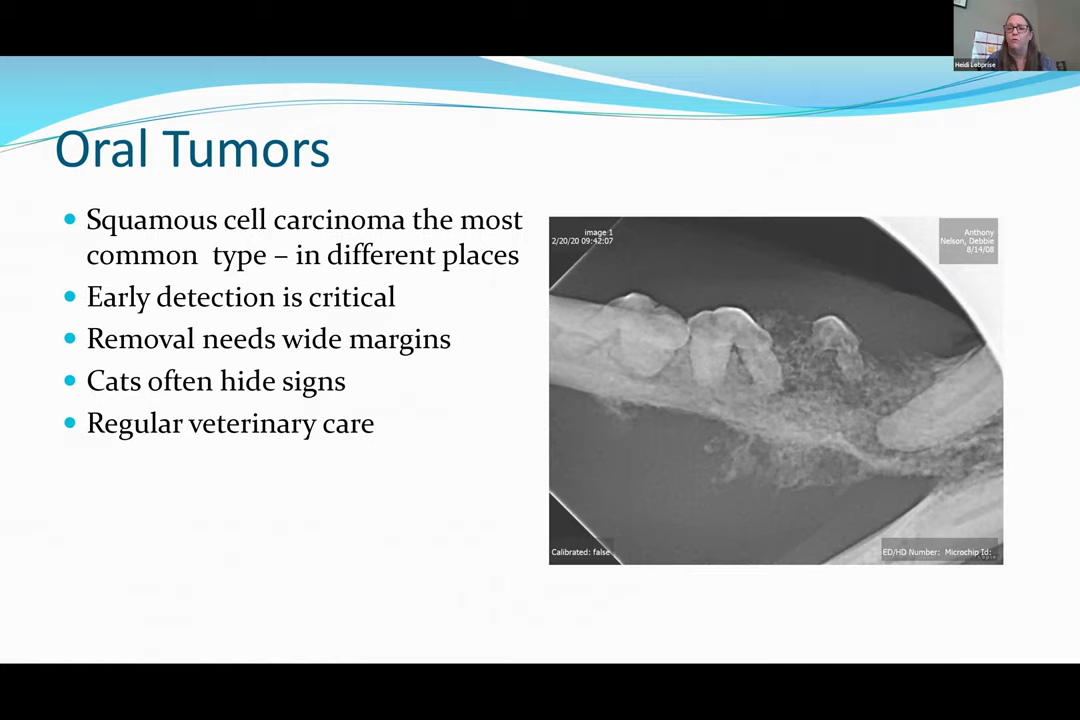 Heidi Lobprise
Oral Tumors
Squamous cell carcinoma the most
common type – in different places
Early detection is critical
Removal needs wide margins
Cats often hide signs
Regular veterinary care
image 1
2/20/20 09:42:07
Anthony
Nelson, Debbie
8/14/08
Calibrated: false
ED/HD Number: Microchip Id: